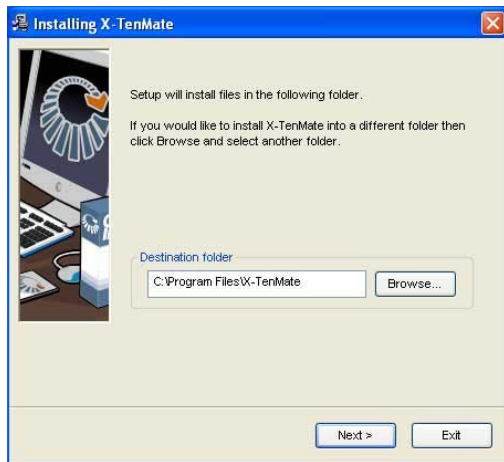 Installing X-TenMate
Setup will install files in the following folder.
If you would like to install X-TenMate into a different folder then
click Browse and select another folder.
Destination folder
C:\Program Files\X-TenMate
Browse...
Next >
Exit